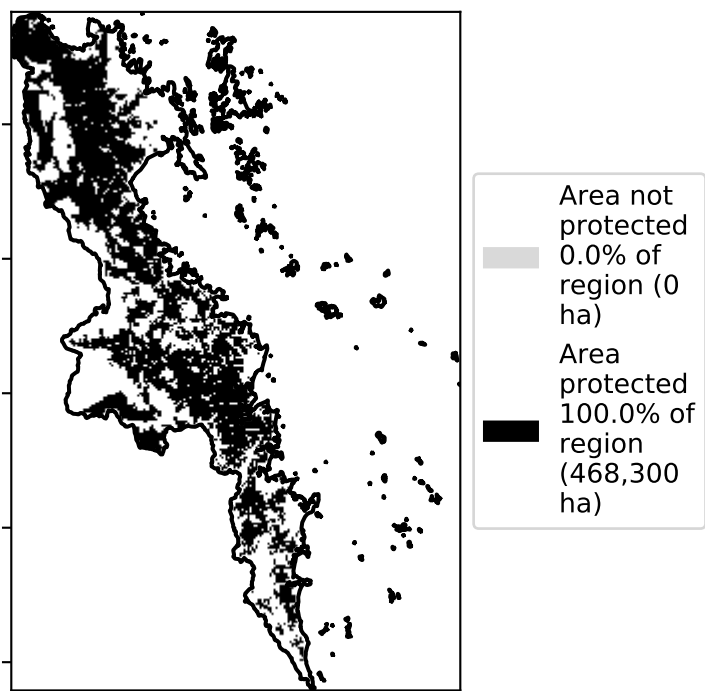 Area not
protected
0.0% of
region (0
ha)
Area
protected
100.0% of
region
(468,300
ha)